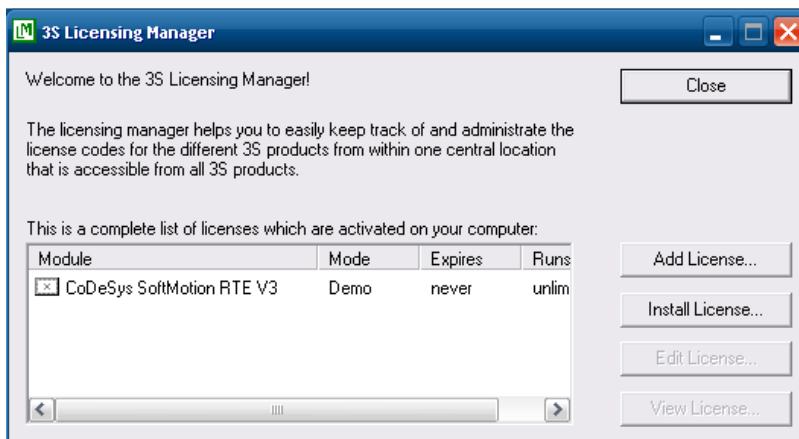 3S Licensing Manager
Welcome to the 3S Licensing Manager!
Close
The licensing manager helps you to easily keep track of and administrate the
license codes for the different 3S products from within one central location
that is accessible from all 3S products.
This is a complete list of licenses which are activated on your computer:
Module Mode Expires Runs
CoDeSys SoftMotion RTE V3 Demo never unlim
Add License...
Install License...
Edit License...
View License...